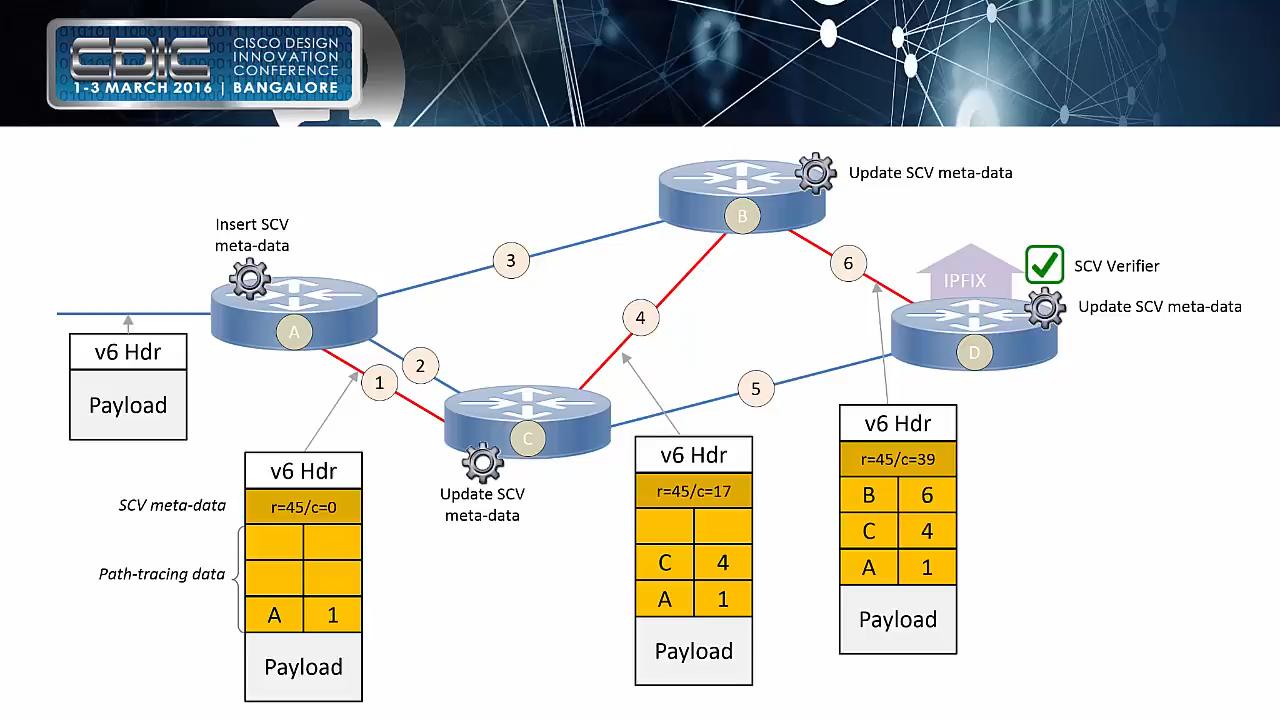 CDIC
CISCO DESIGN
INNOVATION
CONFERENCE
1-3 MARCH 2016 | BANGALORE
Update SCV meta-data
B
Insert SCV
meta-data
3
6
IPFIX
SCV Verifier
Update SCV meta-data
A
4
D
v6 Hdr
Payload
2
1
5
C
Update SCV
meta-data
v6 Hdr
SCV meta-data
r=45/c=0
Path-tracing data
A 1
Payload
v6 Hdr
r=45/c=17
C 4
A 1
Payload
v6 Hdr
r=45/c=39
B 6
C 4
A 1
Payload